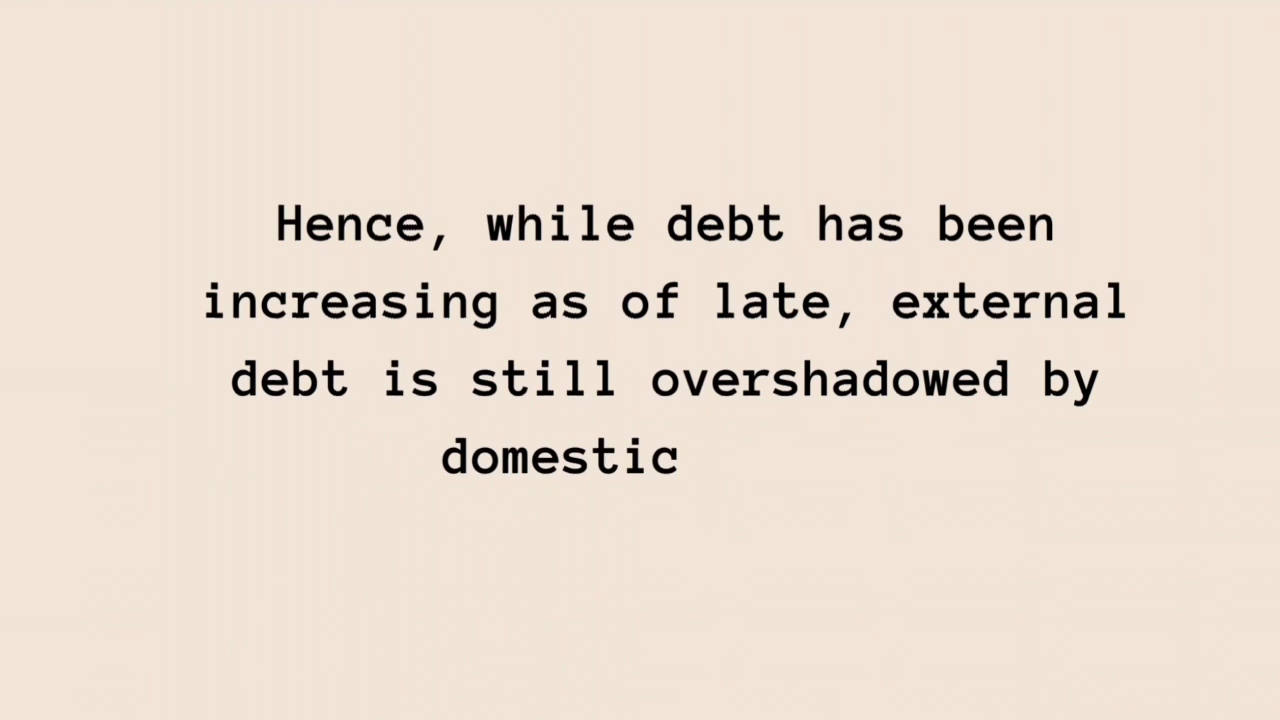 Hence, while debt has been
increasing as of late, external
debt is still overshadowed by
domestic